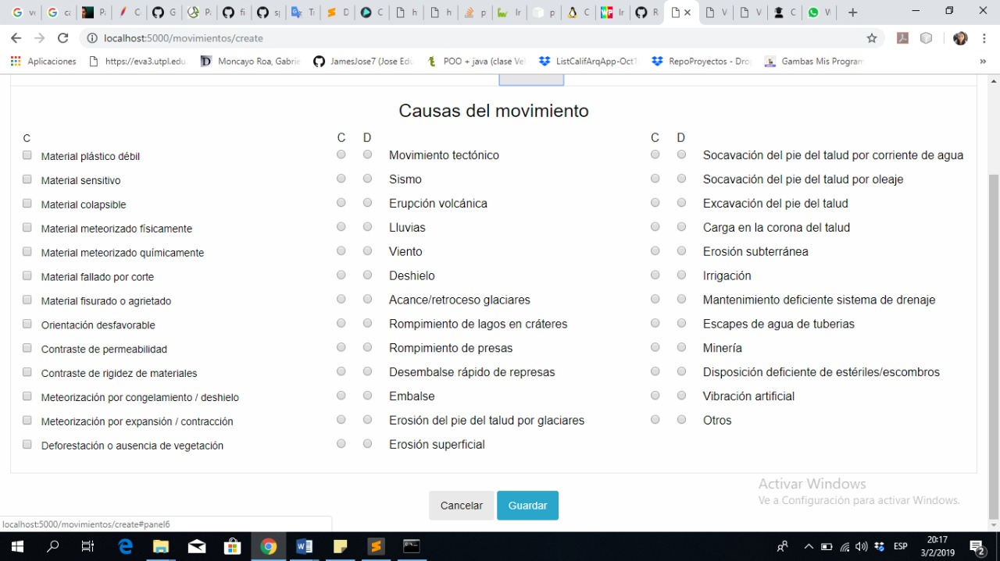 vi
ca
P
C
G
P
fi
s
T
D
C
h
h
p
Ir
p
C
Ir
R
V
V
C
W
localhost:5000/movimientos/create
Aplicaciones
https://eva3.utpl.edu.
Moncayo Roa, Gabrie
JamesJose7 (Jose Edu
POO + java (clase Ve
ListCalifArqApp-Oct1
RepoProyectos - Dro
Gambas Mis Program
»
Causas del movimiento
C
Material plástico débil
Material sensitivo
Material colapsible
Material meteorizado físicamente
Material meteorizado químicamente
Material fallado por corte
Material fisurado o agrietado
Orientación desfavorable
Contraste de permeabilidad
Contraste de rigidez de materiales
Meteorización por congelamiento / deshielo
Meteorización por expansión / contracción
Deforestación o ausencia de vegetación
C D
Movimiento tectónico
Sismo
Erupción volcánica
Lluvias
Viento
Deshielo
Acance/retroceso glaciares
Rompimiento de lagos en cráteres
Rompimiento de presas
Desembalse rápido de represas
Embalse
Erosión del pie del talud por glaciares
Erosión superficial
C D
Socavación del pie del talud por corriente de agua
Socavación del pie del talud por oleaje
Excavación del pie del talud
Carga en la corona del talud
Erosión subterránea
Irrigación
Mantenimiento deficiente sistema de drenaje
Escapes de agua de tuberias
Minería
Disposición deficiente de estériles/escombros
Vibración artificial
Otros
Activar Windows
Ve a Configuración para activar Windows.
Cancelar
Guardar
localhost:5000/movimientos/create#panel6
ESP
20:17
3/2/2019
2